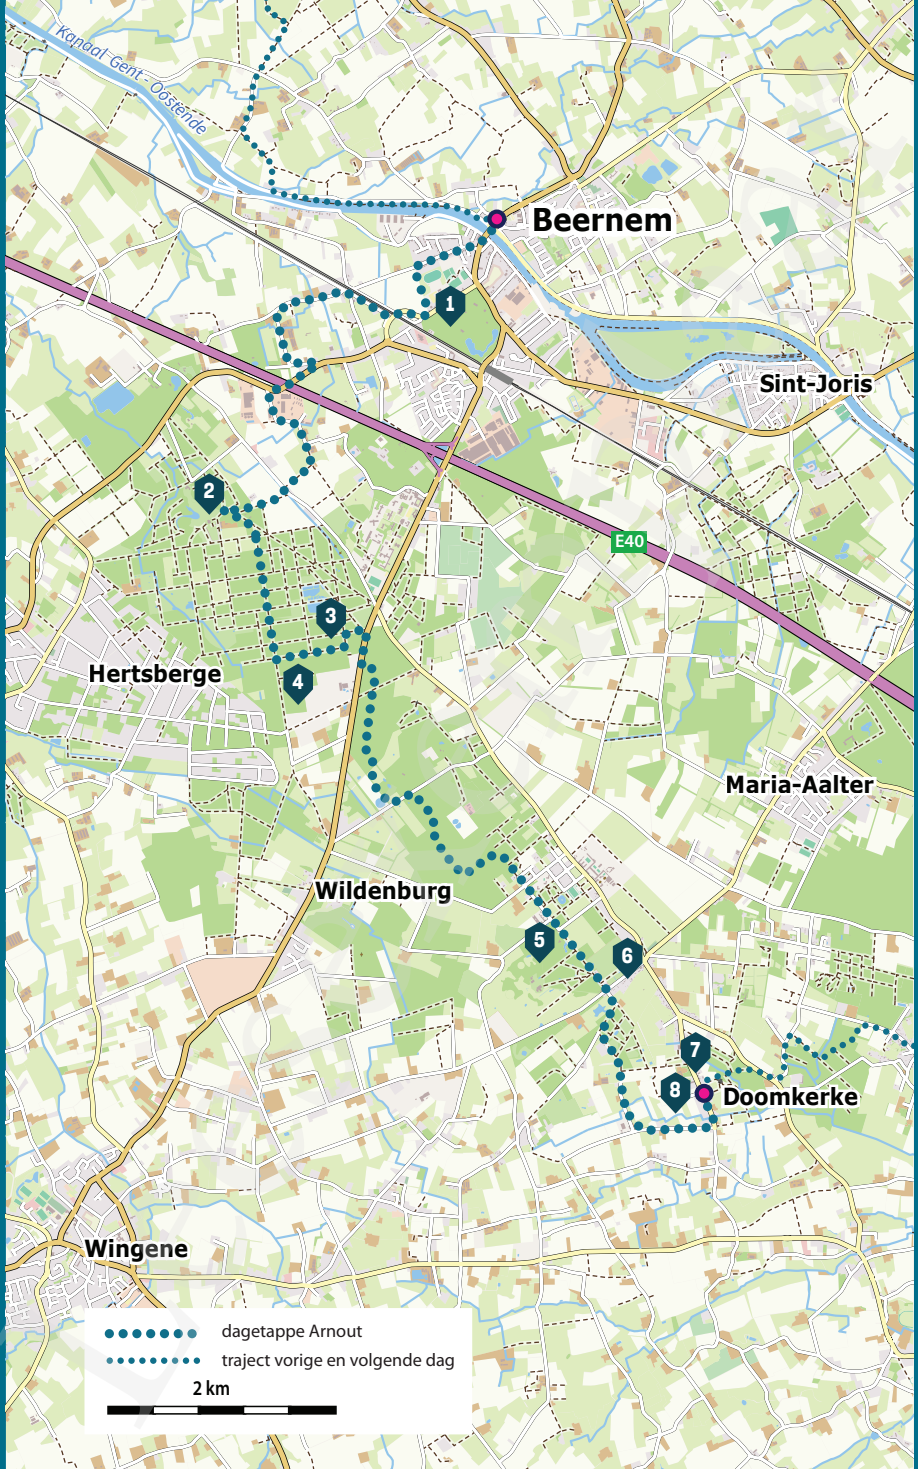 Kanaal Gent - Oostende
Beernem
1
Sint-Joris
2
E40
3
Hertsberge
4
Maria-Aalter
Wildenburg
5
6
7
8
Doomkerke
Wingene
dagetappe Arnout
traject vorige en volgende dag
2 km